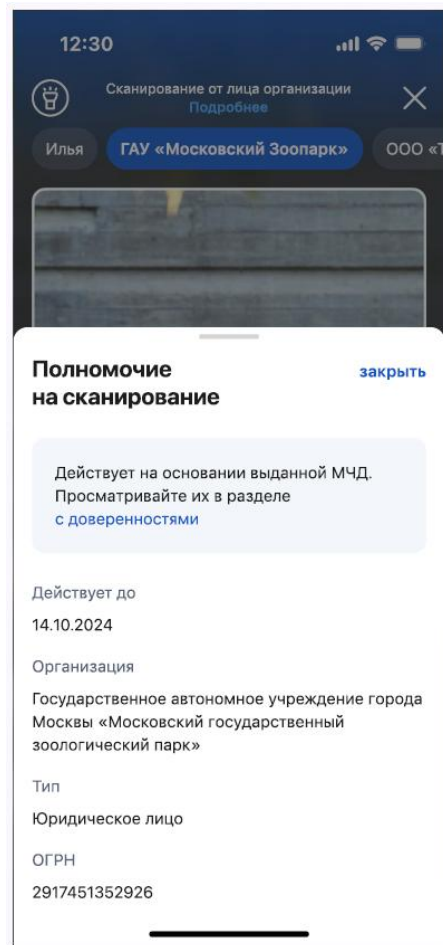 12:30
Сканирование от лица организации
Подробнее
Илья
ГАУ «Московский Зоопарк»
ООО «Т
Полномочие
на сканирование
закрыть
Действует на основании выданной МЧД.
Просматривайте их в разделе
с доверенностями
Действует до
14.10.2024
Организация
Государственное автономное учреждение города
Москвы «Московский государственный
зоологический парк»
Тип
Юридическое лицо
ОГРН
2917451352926